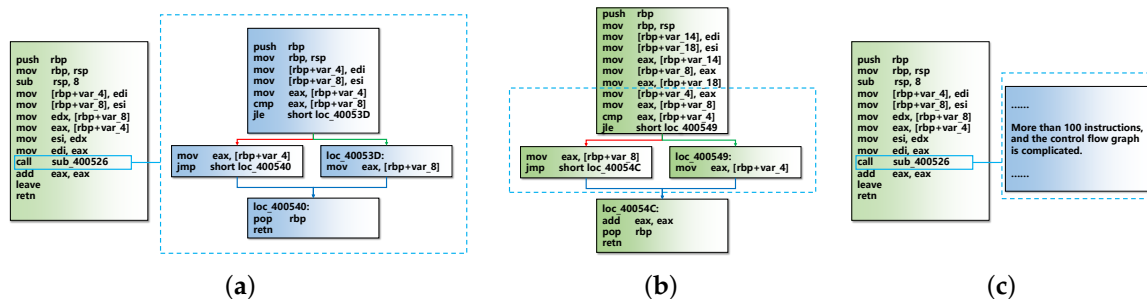 push rbp
mov rbp, rsp
sub rsp, 8
mov [rbp+var_4], edi
mov [rbp+var_8], esi
mov edx, [rbp+var_8]
mov eax, [rbp+var_4]
mov esi, edx
mov edi, eax
call sub_400526
add eax, eax
leave
retn
push rbp
mov rbp, rsp
mov [rbp+var_4], edi
mov [rbp+var_8], esi
mov eax, [rbp+var_4]
cmp eax, [rbp+var_8]
jle short loc_40053D
mov eax, [rbp+var_4]
jmp short loc_400540
loc_40053D:
mov eax, [rbp+var_8]
loc_400540:
pop rbp
retn
(a)
push rbp
mov rbp, rsp
mov [rbp+var_14], edi
mov [rbp+var_18], esi
mov eax, [rbp+var_14]
mov [rbp+var_8], eax
mov eax, [rbp+var_18]
mov [rbp+var_4], eax
mov eax, [rbp+var_8]
cmp eax, [rbp+var_4]
jle short loc_400549
mov eax, [rbp+var_8]
jmp short loc_40054C
loc_400549:
mov eax, [rbp+var_4]
loc_40054C:
add eax, eax
pop rbp
retn
(b)
push rbp
mov rbp, rsp
sub rsp, 8
mov [rbp+var_4], edi
mov [rbp+var_8], esi
mov edx, [rbp+var_8]
mov eax, [rbp+var_4]
mov esi, edx
mov edi, eax
call sub_400526
add eax, eax
leave
retn
......
More than 100 instructions,
and the control flow graph
is complicated.
......
(c)